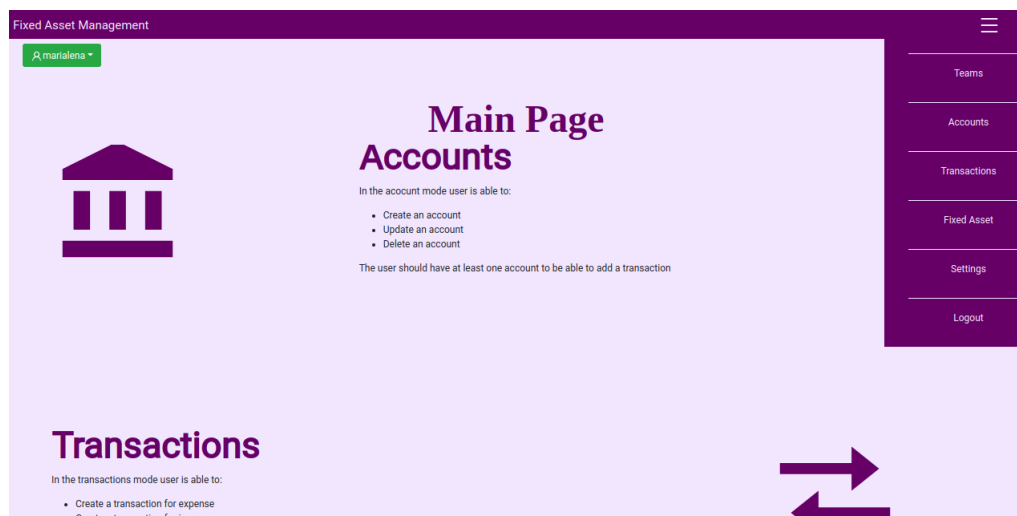 Fixed Asset Management
marialena
Teams
Accounts
Transactions
Fixed Asset
Settings
Logout
Main Page
Accounts
In the acocunt mode user is able to:
Create an account
Update an account
Delete an account
The user should have at least one account to be able to add a transaction
Transactions
In the transactions mode user is able to:
Create a transaction for expense